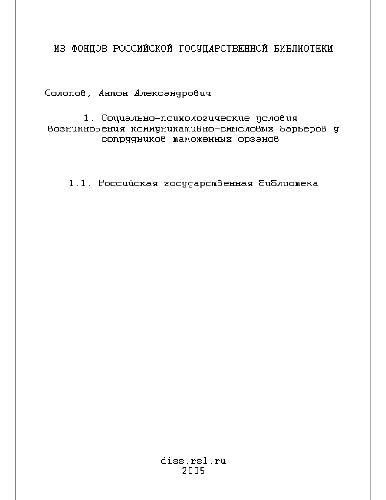 ИЗ ФОНДОВ РОССИЙСКОЙ ГОСУДАРСТВЕННОЙ БИБЛИОТЕКИ
Солопов, Антон Александрович
1. Социально-психологические условия
возникновения коммуникативно-смысловых барьеров у
сотрудников таможенных органов
1.1. Российская государственная библиотека
diss.rsl.ru
2005